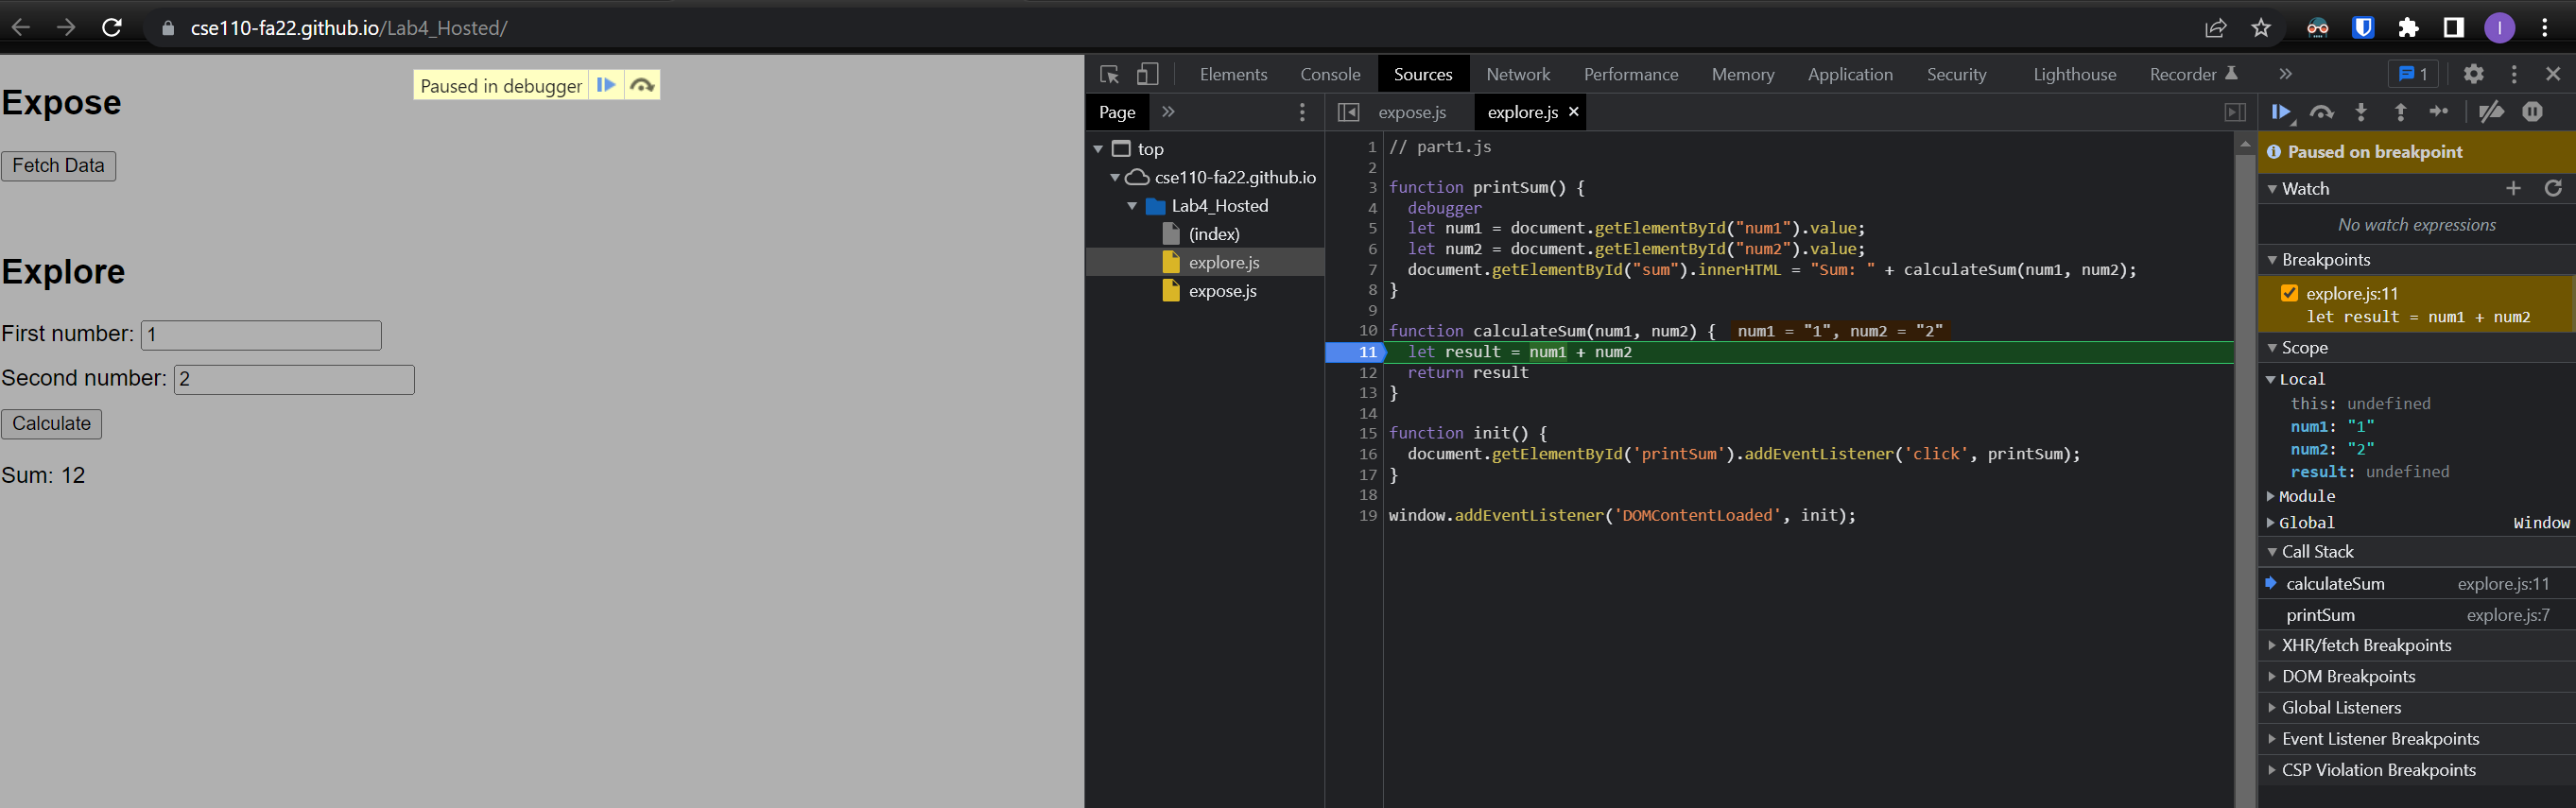 cse110-fa22.github.io/Lab4_Hosted/
I
Expose
Paused in debugger
Fetch Data
Explore
First number: 1
Second number: 2
Calculate
Sum: 12
Elements Console Sources Network Performance Memory Application Security Lighthouse Recorder » 1
Page »
top
cse110-fa22.github.io
Lab4_Hosted
(index)
explore.js
expose.js
expose.js explore.js ×
1 // part1.js
2
3 function printSum() {
4 debugger
5 let num1 = document.getElementById("num1").value;
6 let num2 = document.getElementById("num2").value;
7 document.getElementById("sum").innerHTML = "Sum: " + calculateSum(num1, num2);
8 }
9
10 function calculateSum(num1, num2) { num1 = "1", num2 = "2"
11 let result = num1 + num2
12 return result
13 }
14
15 function init() {
16 document.getElementById('printSum').addEventListener('click', printSum);
17 }
18
19 window.addEventListener('DOMContentLoaded', init);
Paused on breakpoint
Watch
No watch expressions
Breakpoints
explore.js:11
let result = num1 + num2
Scope
Local
this: undefined
num1: "1"
num2: "2"
result: undefined
Module
Global Window
Call Stack
calculateSum explore.js:11
printSum explore.js:7
XHR/fetch Breakpoints
DOM Breakpoints
Global Listeners
Event Listener Breakpoints
CSP Violation Breakpoints